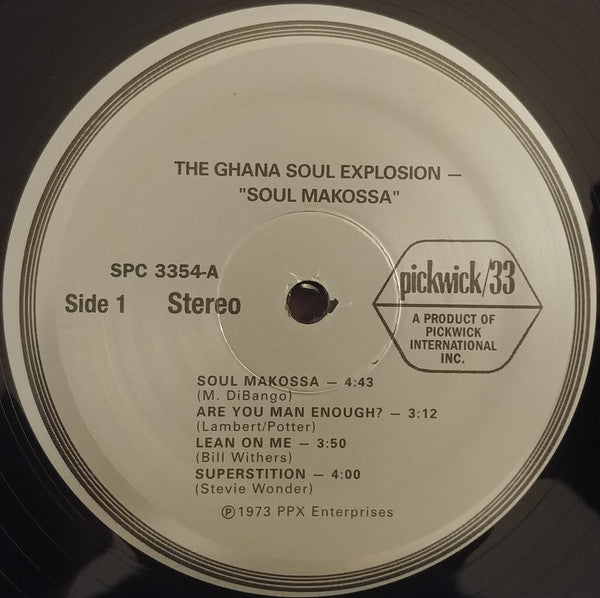 THE GHANA SOUL EXPLOSION —
"SOUL MAKOSSA"
SPC 3354-A
Side 1 Stereo
pickwick/33
A PRODUCT OF
PICKWICK
INTERNATIONAL
INC.
SOUL MAKOSSA — 4:43
(M. DiBango)
ARE YOU MAN ENOUGH? — 3:12
(Lambert/Potter)
LEAN ON ME — 3:50
(Bill Withers)
SUPERSTITION — 4:00
(Stevie Wonder)
℗ 1973 PPX Enterprises